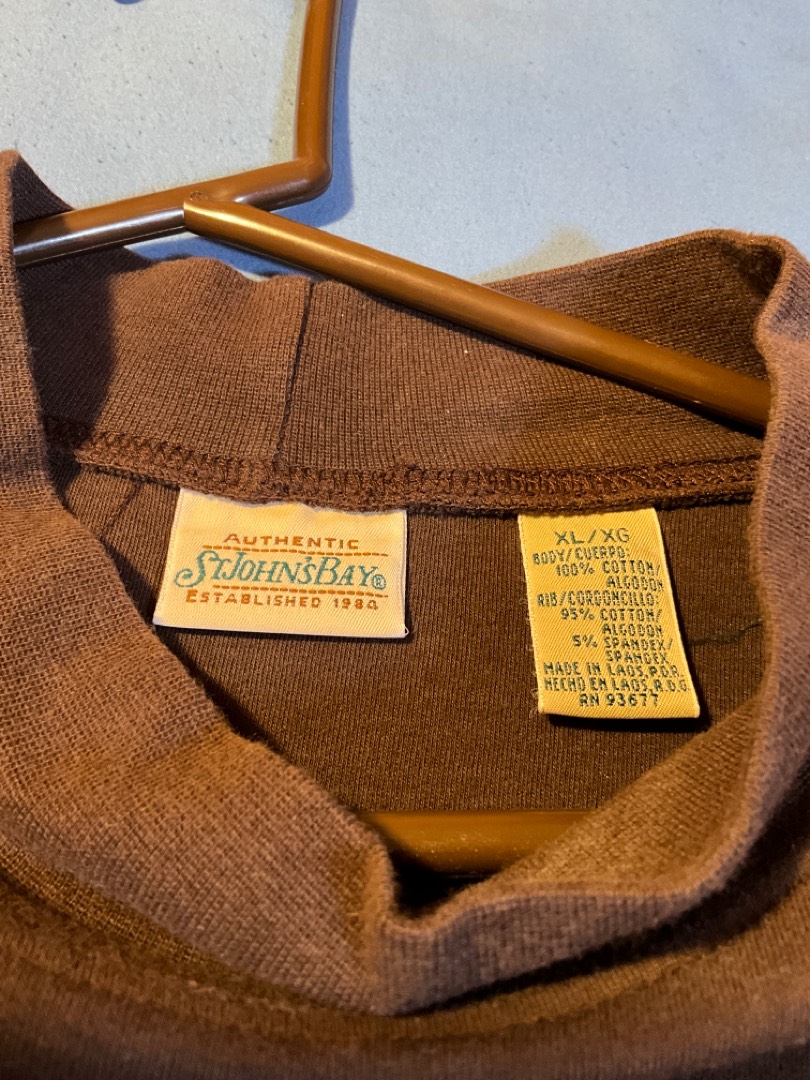 AUTHENTIC
ST.JOHN'SBAY®
ESTABLISHED 1984
XL/XG
BODY/CUERPO:
100% COTTON/
ALGODON
RIB/CORDONCILLO:
95% COTTON/
ALGODON
5% SPANDEX/
SPANDEX
MADE IN LAOS,P.D.R.
HECHO EN LAOS,R.D.G.
RN 93677